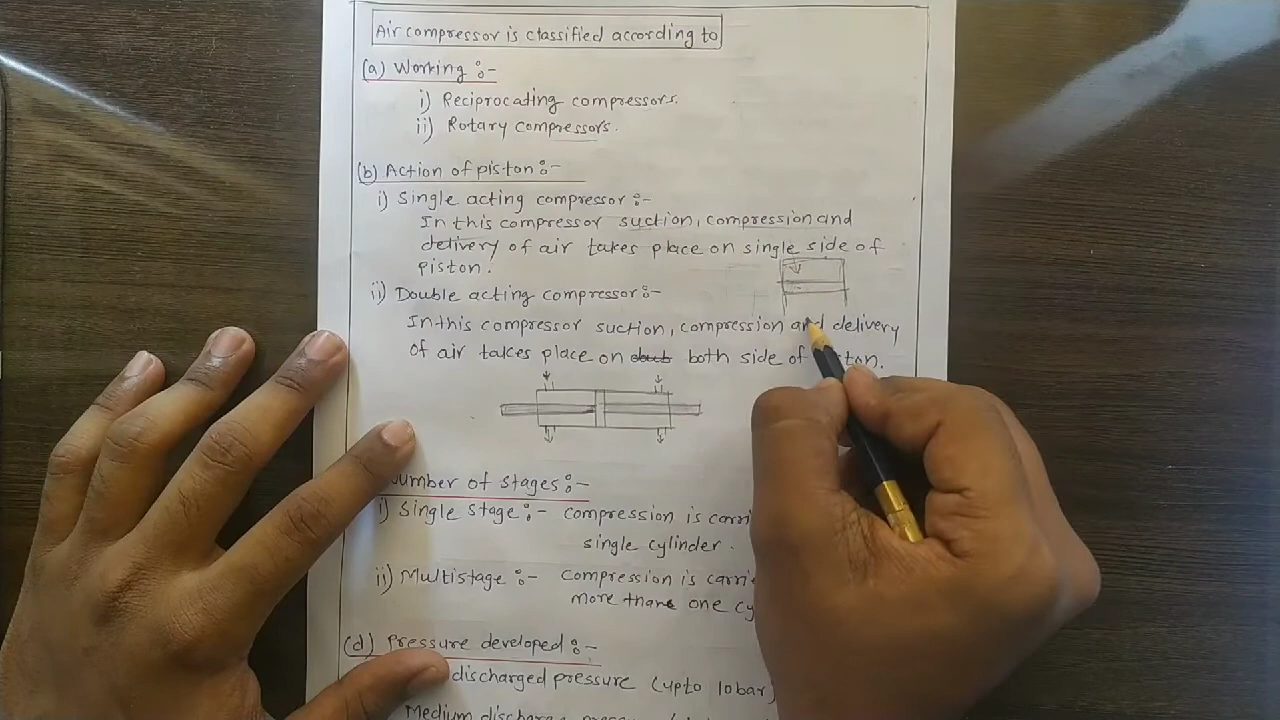 Air compressor is classified according to
(a) Working :-
i) Reciprocating compressors.
ii) Rotary compressors.
(b) Action of piston :-
i) Single acting compressor :-
In this compressor suction, compression and
delivery of air takes place on single side of
piston.
ii) Double acting compressor :-
In this compressor suction, compression and delivery
of air takes place on both side of
Number of stages :-
i) Single stage :- compression is
single cylinder.
ii) Multistage :- compression is
more than one
(d) Pressure developed :-
discharged pressure (upto 10 bar)
Medium